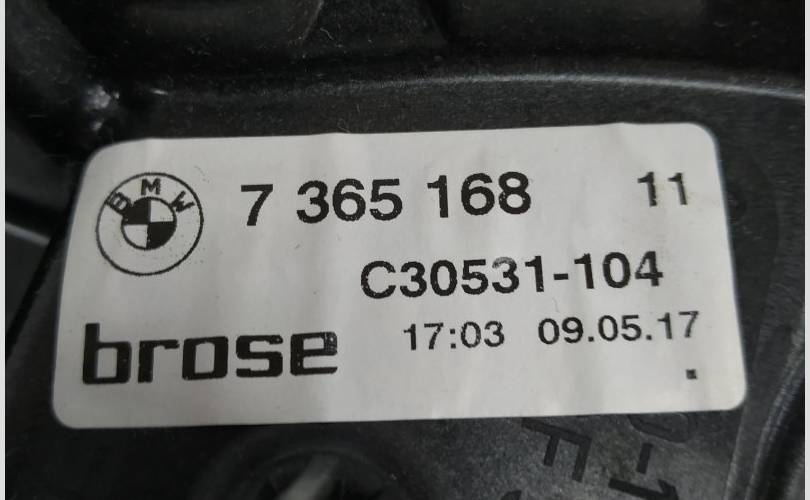 BMW
7 365 168 11
C30531-104
brose 17:03 09.05.17